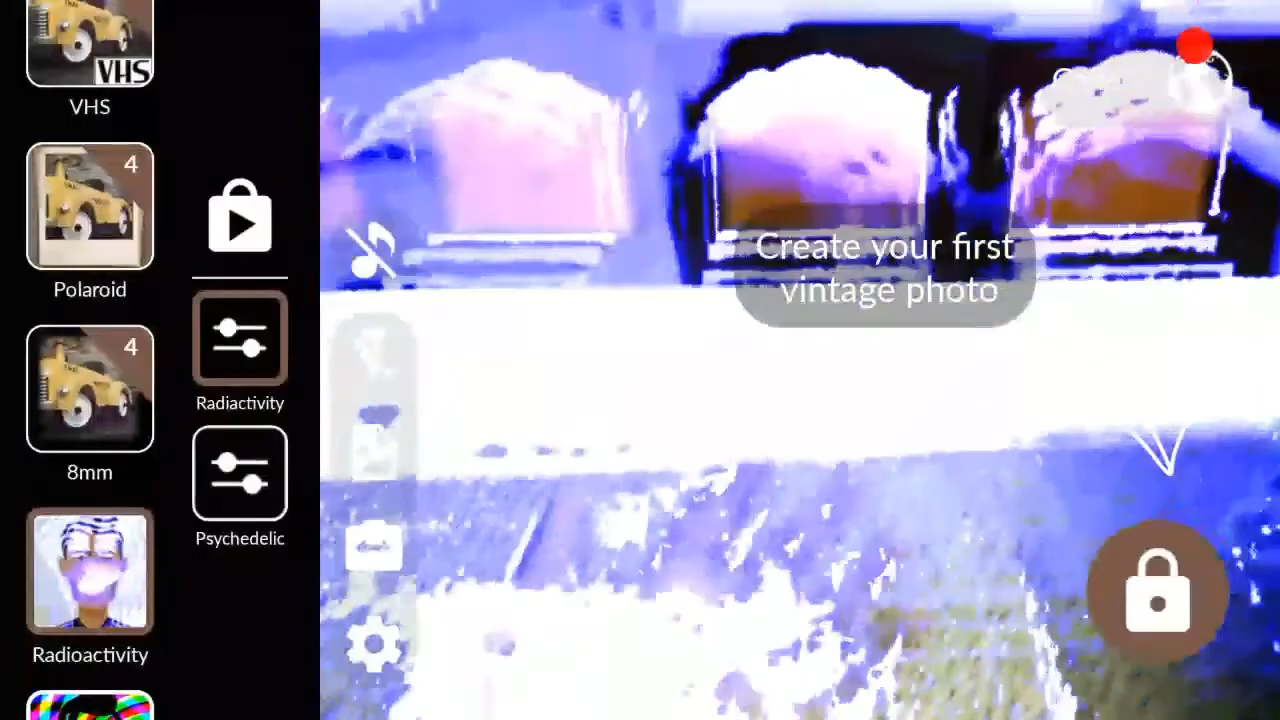 VHS
VHS
4
Polaroid
4
8mm
Radioactivity
Radiactivity
Psychedelic
Create your first
vintage photo